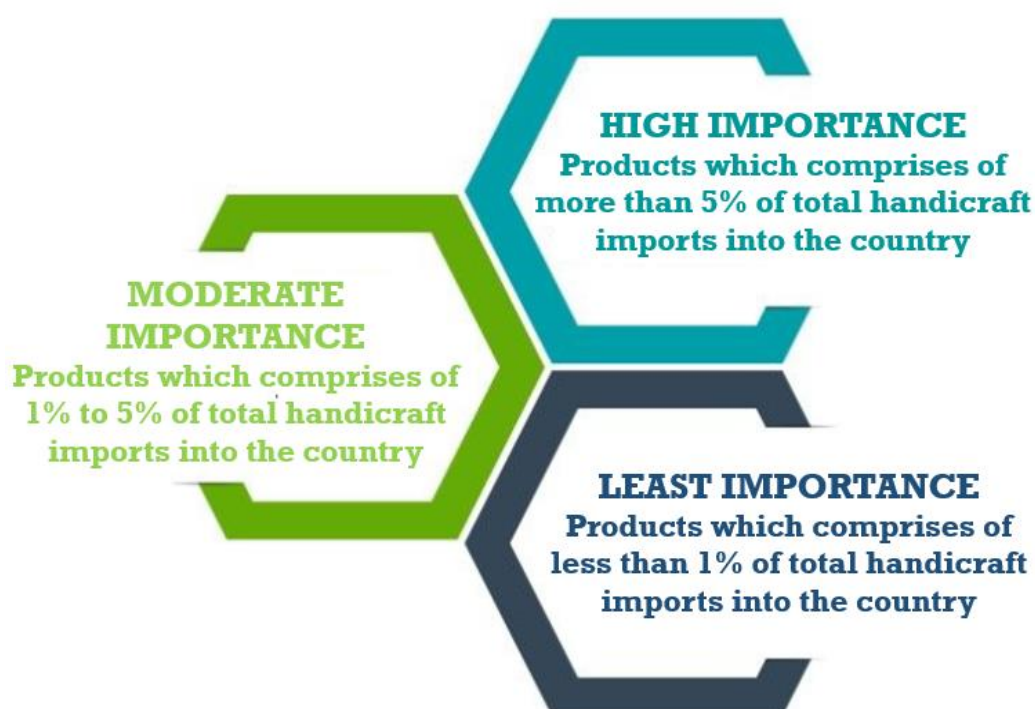 HIGH IMPORTANCE
Products which comprises of
more than 5% of total handicraft
imports into the country
MODERATE
IMPORTANCE
Products which comprises of
1% to 5% of total handicraft
imports into the country
LEAST IMPORTANCE
Products which comprises of
less than 1% of total handicraft
imports into the country